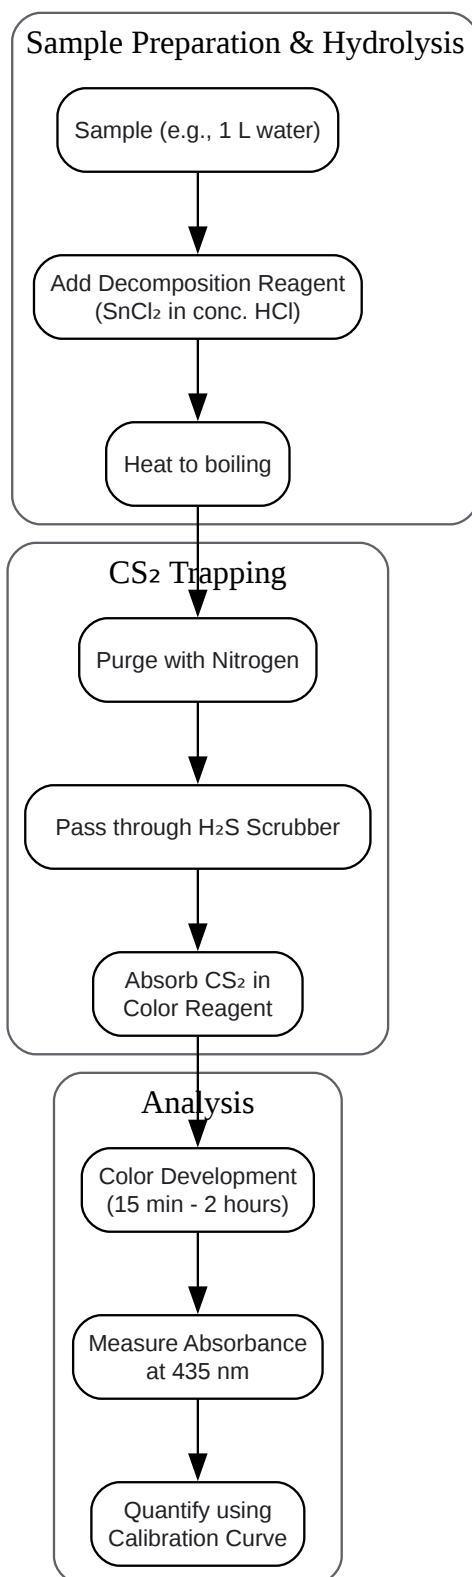 Sample Preparation & Hydrolysis
Sample (e.g., 1 L water)
Add Decomposition Reagent
(SnCl₂ in conc. HCl)
Heat to boiling
CS₂ Trapping
Purge with Nitrogen
Pass through H₂S Scrubber
Absorb CS₂ in
Color Reagent
Analysis
Color Development
(15 min - 2 hours)
Measure Absorbance
at 435 nm
Quantify using
Calibration Curve